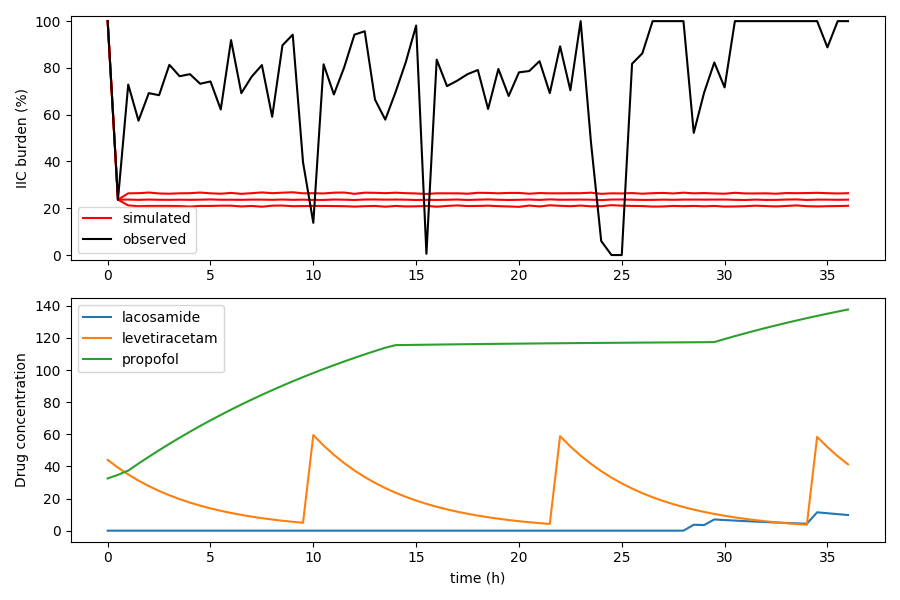 100
80
60
40
20
0
IIC burden (%)
simulated
observed
0 5 10 15 20 25 30 35
140
120
100
80
60
40
20
0
Drug concentration
lacosamide
levetiracetam
propofol
0 5 10 15 20 25 30 35
time (h)